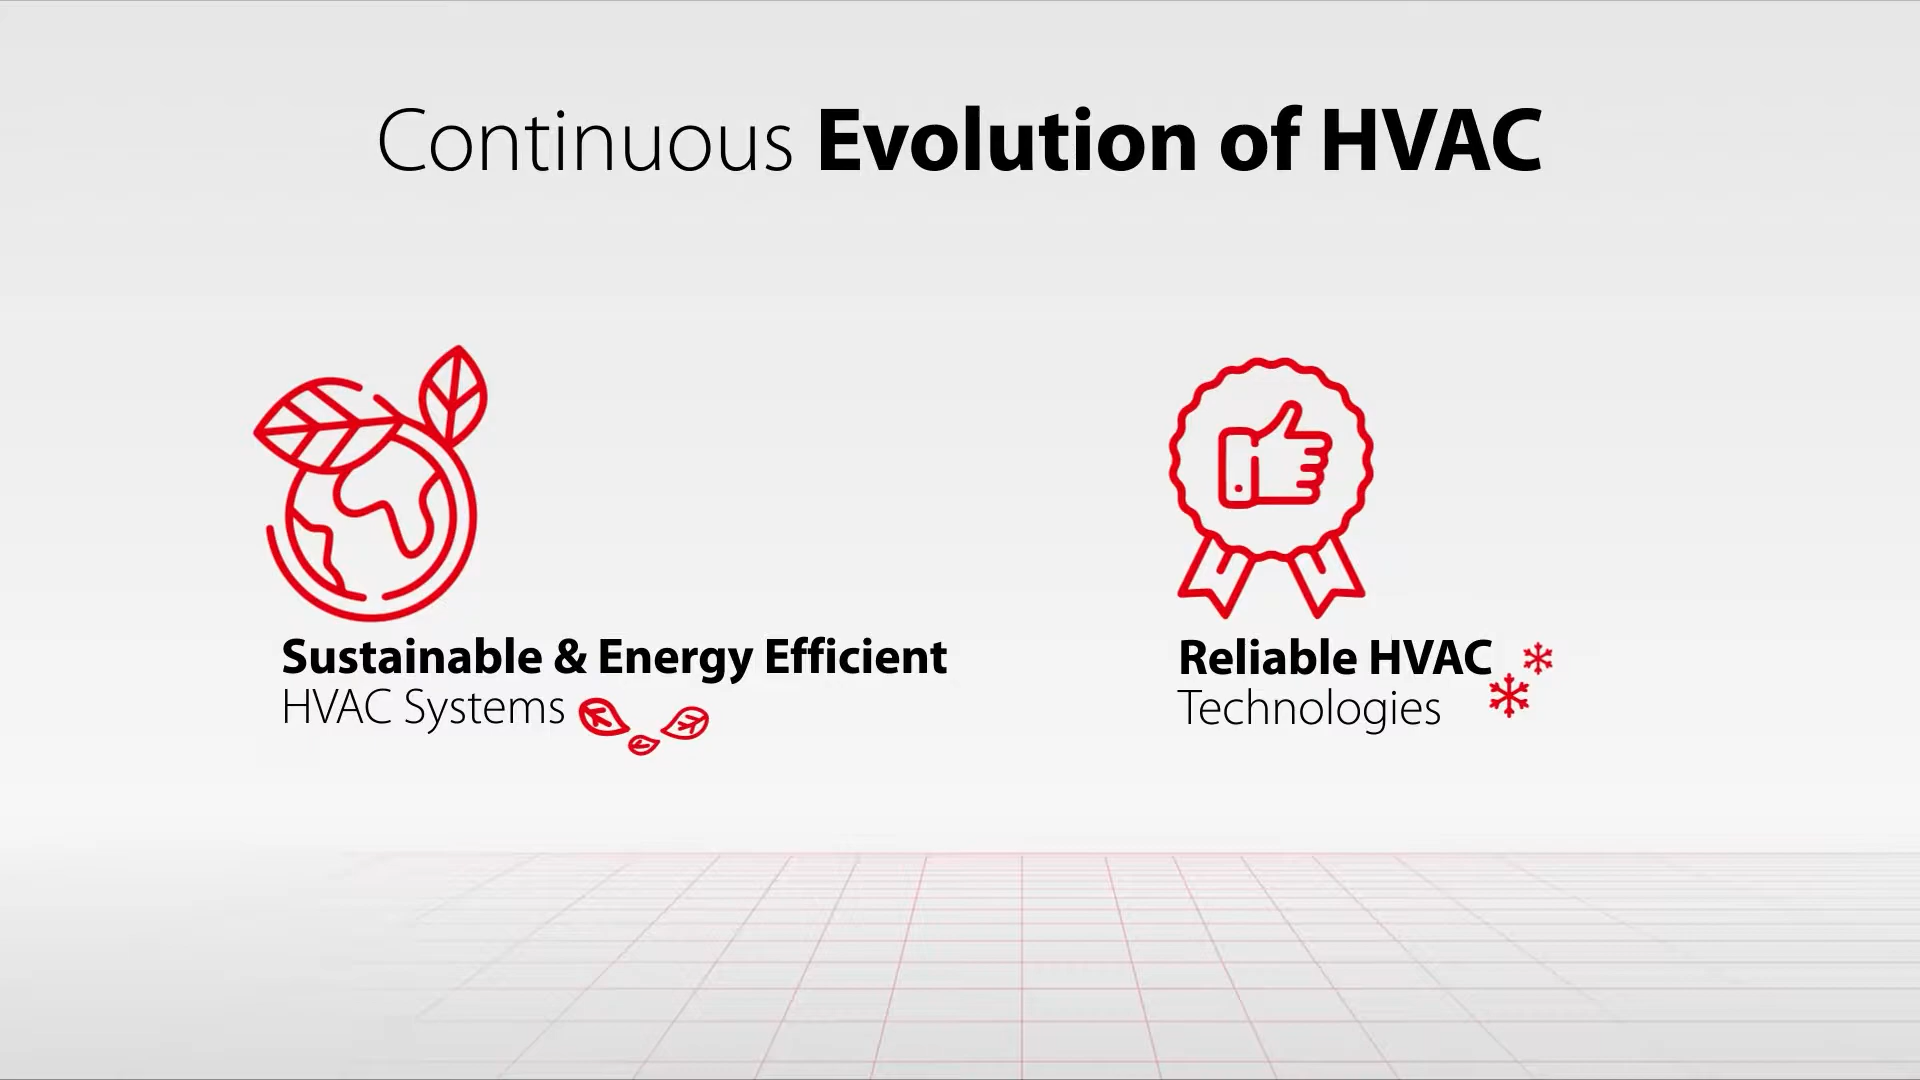 Continuous Evolution of HVAC
Sustainable & Energy Efficient
HVAC Systems
Reliable HVAC
Technologies